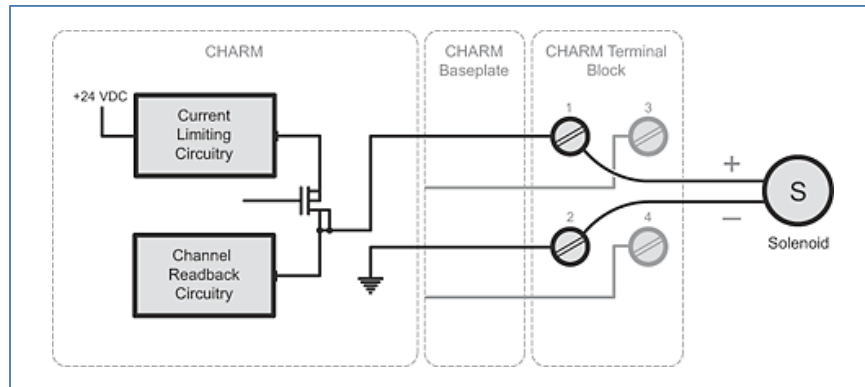 CHARM
CHARM
Baseplate
CHARM Terminal
Block
+24 VDC
Current
Limiting
Circuitry
1
3
+
S
−
Solenoid
2
4
Channel
Readback
Circuitry